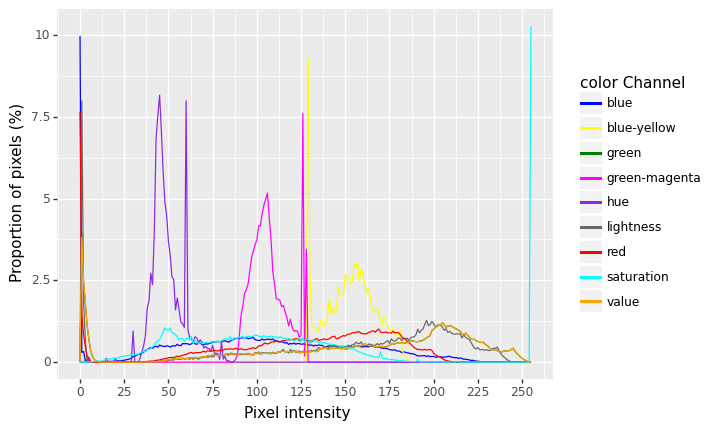 Proportion of pixels (%)
10
7.5
5
2.5
0
0
25
50
75
100
125
150
175
200
225
250
Pixel intensity
color Channel
blue
blue-yellow
green
green-magenta
hue
lightness
red
saturation
value